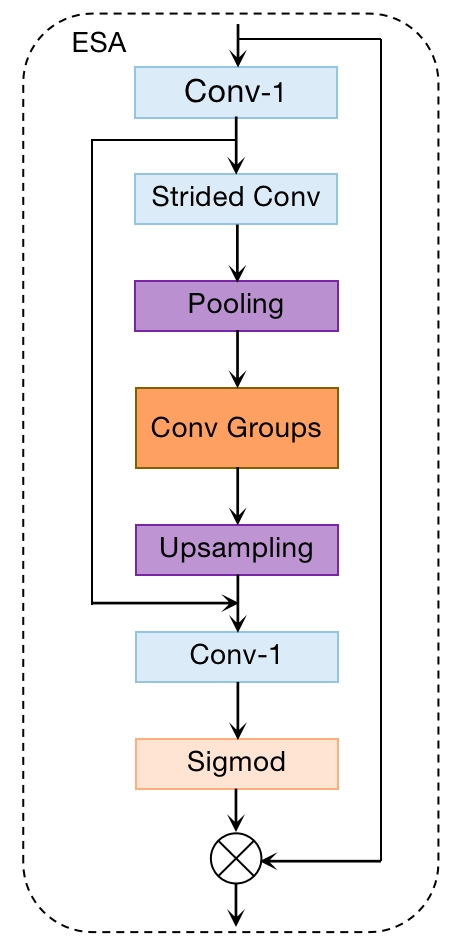 ESA
Conv-1
Strided Conv
Pooling
Conv Groups
Upsampling
Conv-1
Sigmod